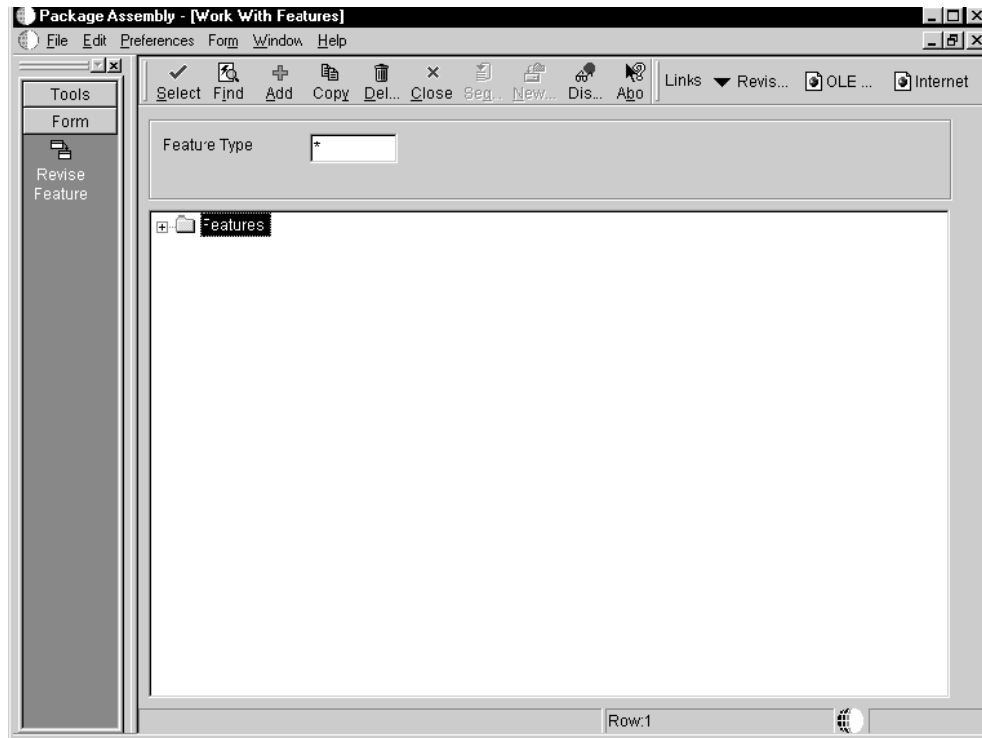 Package Assembly - [Work With Features]
File Edit Preferences Form Window Help
Tools
Form
Revise
Feature
Select Find Add Copy Del... Close Seq... New... Dis... Abo
Links Revis... OLE ... Internet
Feature Type *
Features
Row:1